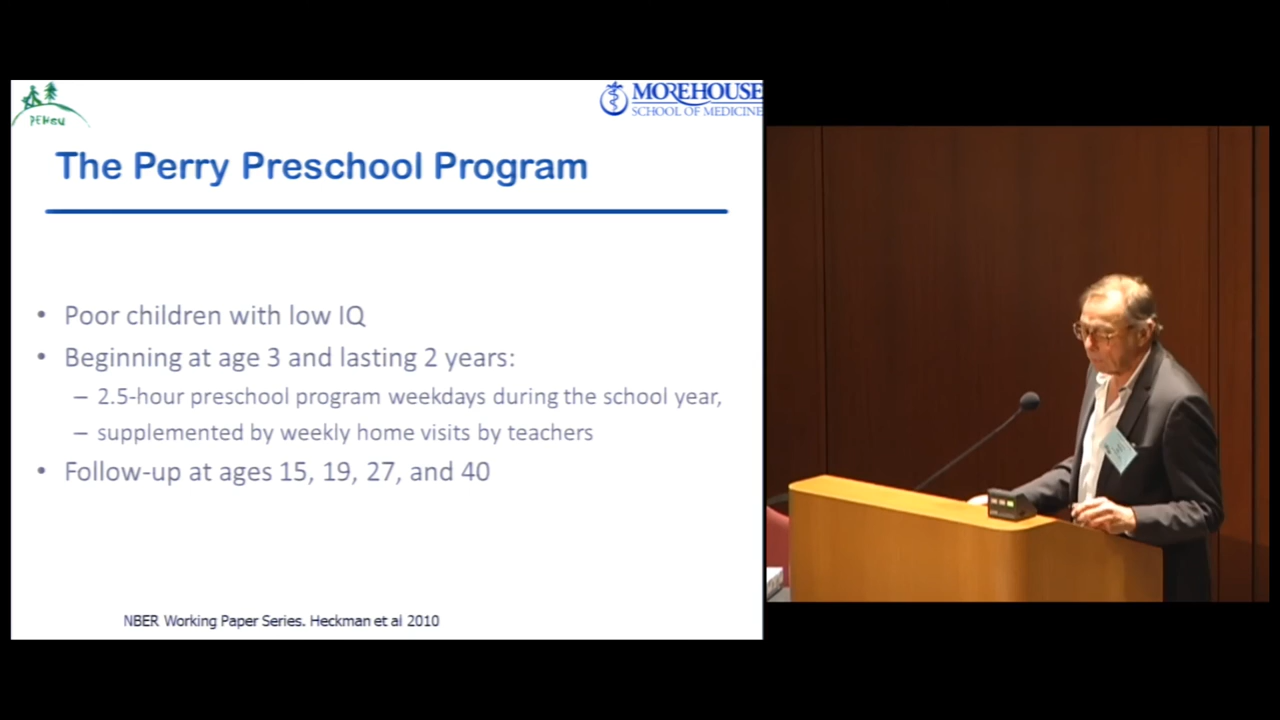 PEHSU
MOREHOUSE
SCHOOL OF MEDICINE
The Perry Preschool Program
• Poor children with low IQ
• Beginning at age 3 and lasting 2 years:
– 2.5-hour preschool program weekdays during the school year,
– supplemented by weekly home visits by teachers
• Follow-up at ages 15, 19, 27, and 40
NBER Working Paper Series. Heckman et al 2010